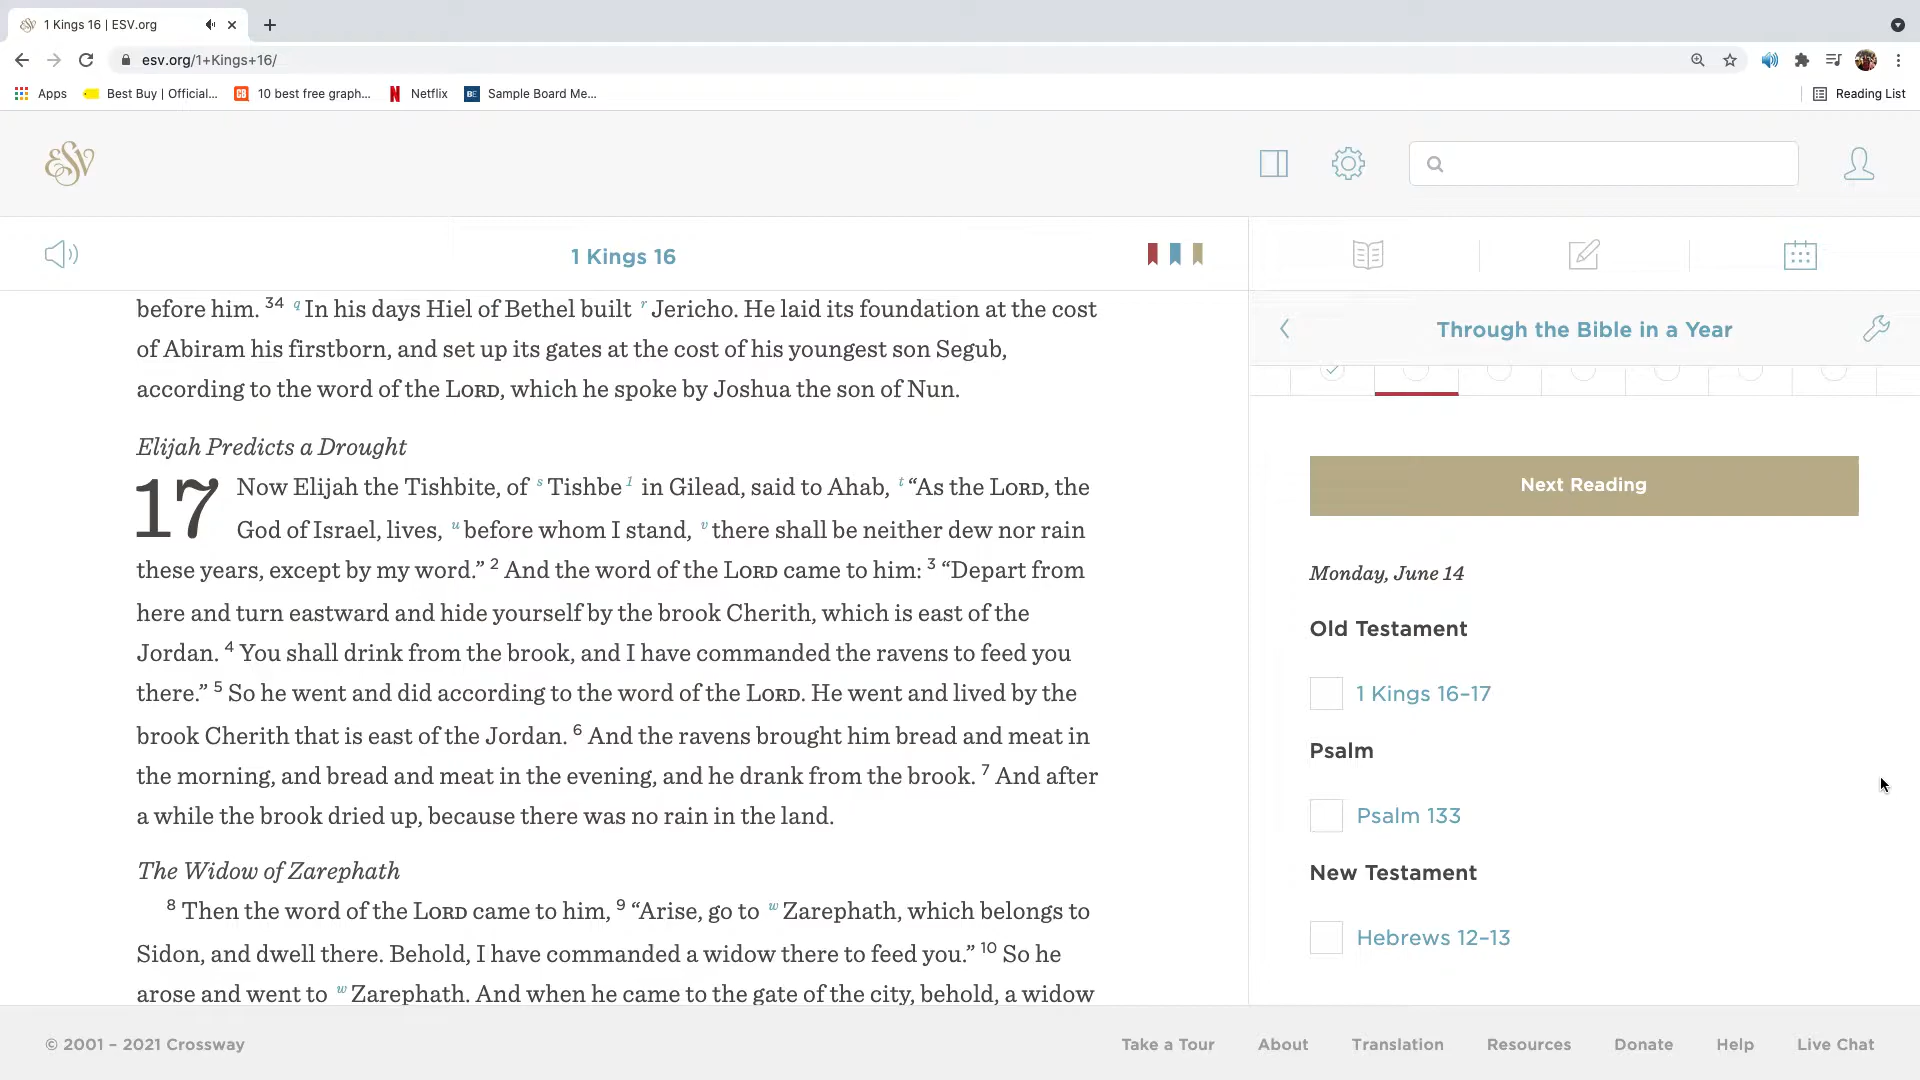 1 Kings 16 | ESV.org
esv.org/1+Kings+16/
Apps
Best Buy | Official...
CB
10 best free graph...
Netflix
BE
Sample Board Me...
Reading List
ESV
1 Kings 16
before him. 34 q In his days Hiel of Bethel built r Jericho. He laid its foundation at the cost
of Abiram his firstborn, and set up its gates at the cost of his youngest son Segub,
according to the word of the LORD, which he spoke by Joshua the son of Nun.
Elijah Predicts a Drought
17 Now Elijah the Tishbite, of s Tishbe 1 in Gilead, said to Ahab, t “As the LORD, the
God of Israel, lives, u before whom I stand, v there shall be neither dew nor rain
these years, except by my word.” 2 And the word of the LORD came to him: 3 “Depart from
here and turn eastward and hide yourself by the brook Cherith, which is east of the
Jordan. 4 You shall drink from the brook, and I have commanded the ravens to feed you
there.” 5 So he went and did according to the word of the LORD. He went and lived by the
brook Cherith that is east of the Jordan. 6 And the ravens brought him bread and meat in
the morning, and bread and meat in the evening, and he drank from the brook. 7 And after
a while the brook dried up, because there was no rain in the land.
The Widow of Zarephath
8 Then the word of the LORD came to him, 9 “Arise, go to w Zarephath, which belongs to
Sidon, and dwell there. Behold, I have commanded a widow there to feed you.” 10 So he
arose and went to w Zarephath. And when he came to the gate of the city, behold, a widow
Through the Bible in a Year
Next Reading
Monday, June 14
Old Testament
1 Kings 16–17
Psalm
Psalm 133
New Testament
Hebrews 12–13
© 2001 – 2021 Crossway
Take a Tour
About
Translation
Resources
Donate
Help
Live Chat